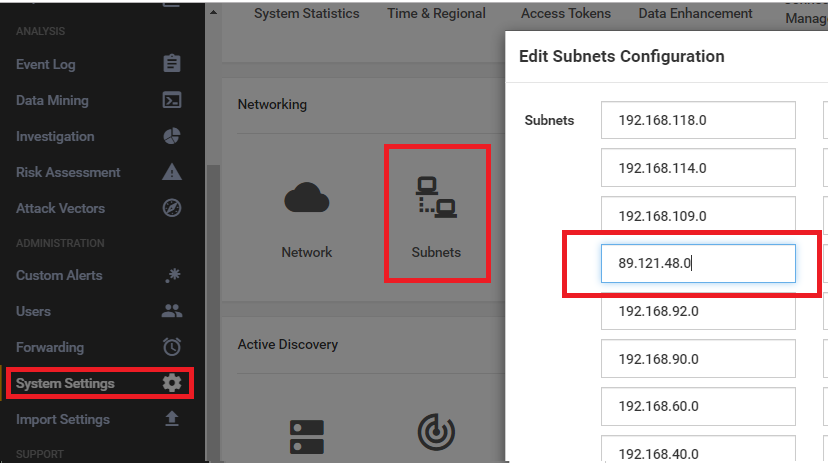 ANALYSIS
Event Log
Data Mining
Investigation
Risk Assessment
Attack Vectors
ADMINISTRATION
Custom Alerts
Users
Forwarding
System Settings
Import Settings
SUPPORT
System Statistics
Time & Regional
Access Tokens
Data Enhancement
Manag
Networking
Network
Subnets
Active Discovery
Edit Subnets Configuration
Subnets
192.168.118.0
192.168.114.0
192.168.109.0
89.121.48.0
192.168.92.0
192.168.90.0
192.168.60.0
192.168.40.0